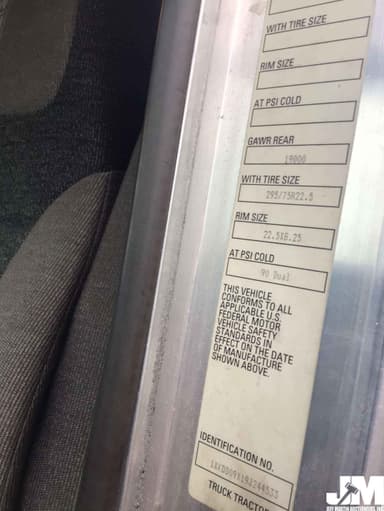 WITH TIRE SIZE
RIM SIZE
AT PSI COLD
GAWR REAR
19000
WITH TIRE SIZE
295/75R22.5
RIM SIZE
22.5X8.25
AT PSI COLD
90 Dual
THIS VEHICLE
CONFORMS TO ALL
APPLICABLE U.S.
FEDERAL MOTOR
VEHICLE SAFETY
STANDARDS IN
EFFECT ON THE DATE
OF MANUFACTURE
SHOWN ABOVE.
IDENTIFICATION NO.
TRUCK TRACTO
JM